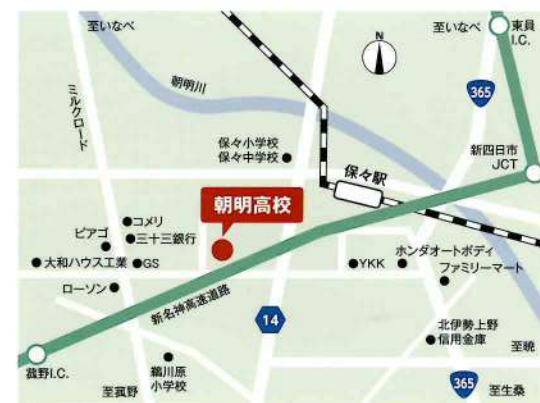 至いなべ
至いなべ
東員
I.C.
365
ミルクロード
朝明川
保々小学校
保々中学校
新四日市
JCT
保々駅
朝明高校
コメリ
ピアゴ
三十三銀行
大和ハウス工業
GS
ローソン
YKK
ホンダオートボディ
ファミリーマート
新名神高速道路
14
北伊勢上野
信用金庫
至暁
菰野I.C.
鵜川原
小学校
至菰野
365
至生桑